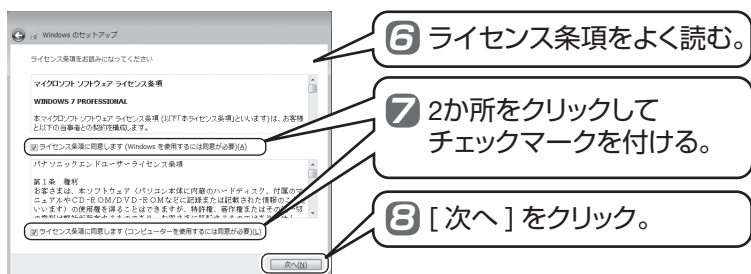 Windows のセットアップ
ライセンス条項をお読みになってください
マイクロソフト ソフトウェア ライセンス条項
WINDOWS 7 PROFESSIONAL
本マイクロソフト ソフトウェア ライセンス条項 (以下「本ライセンス条項」といいます) は、お客様
と以下の当事者との契約を構成します。
ライセンス条項に同意します (Windows を使用するには同意が必要)(A)
パナソニックエンドユーザーライセンス条項
第1条 権利
お客さまは、本ソフトウェア (パソコン本体に内蔵のハードディスク、付属のマ
ニュアルやCD-ROM/DVD-ROMなどに記録または記載された情報のこ
いいます) の使用権を得ることはできますが、特許権、著作権またはその
ライセンス条項に同意します (コンピューターを使用するには同意が必要)(L)
次へ(N)
6 ライセンス条項をよく読む。
7 2か所をクリックして
チェックマークを付ける。
8 [ 次へ ] をクリック。